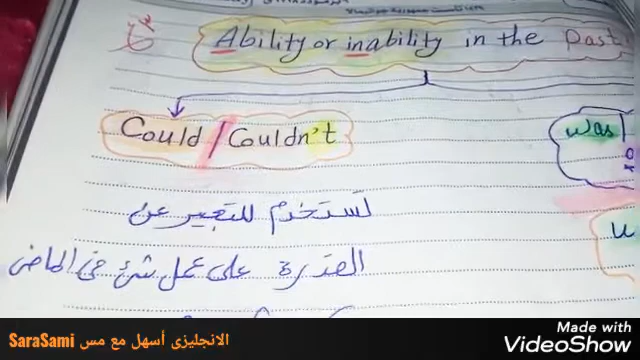 Ability or inability in the Past
Could / Couldn't
was
تستخدم للتعبير عن
القدرة على عمل شئ فى الماضى
الانجليزى أسهل مع مس SaraSami
Made with
VideoShow